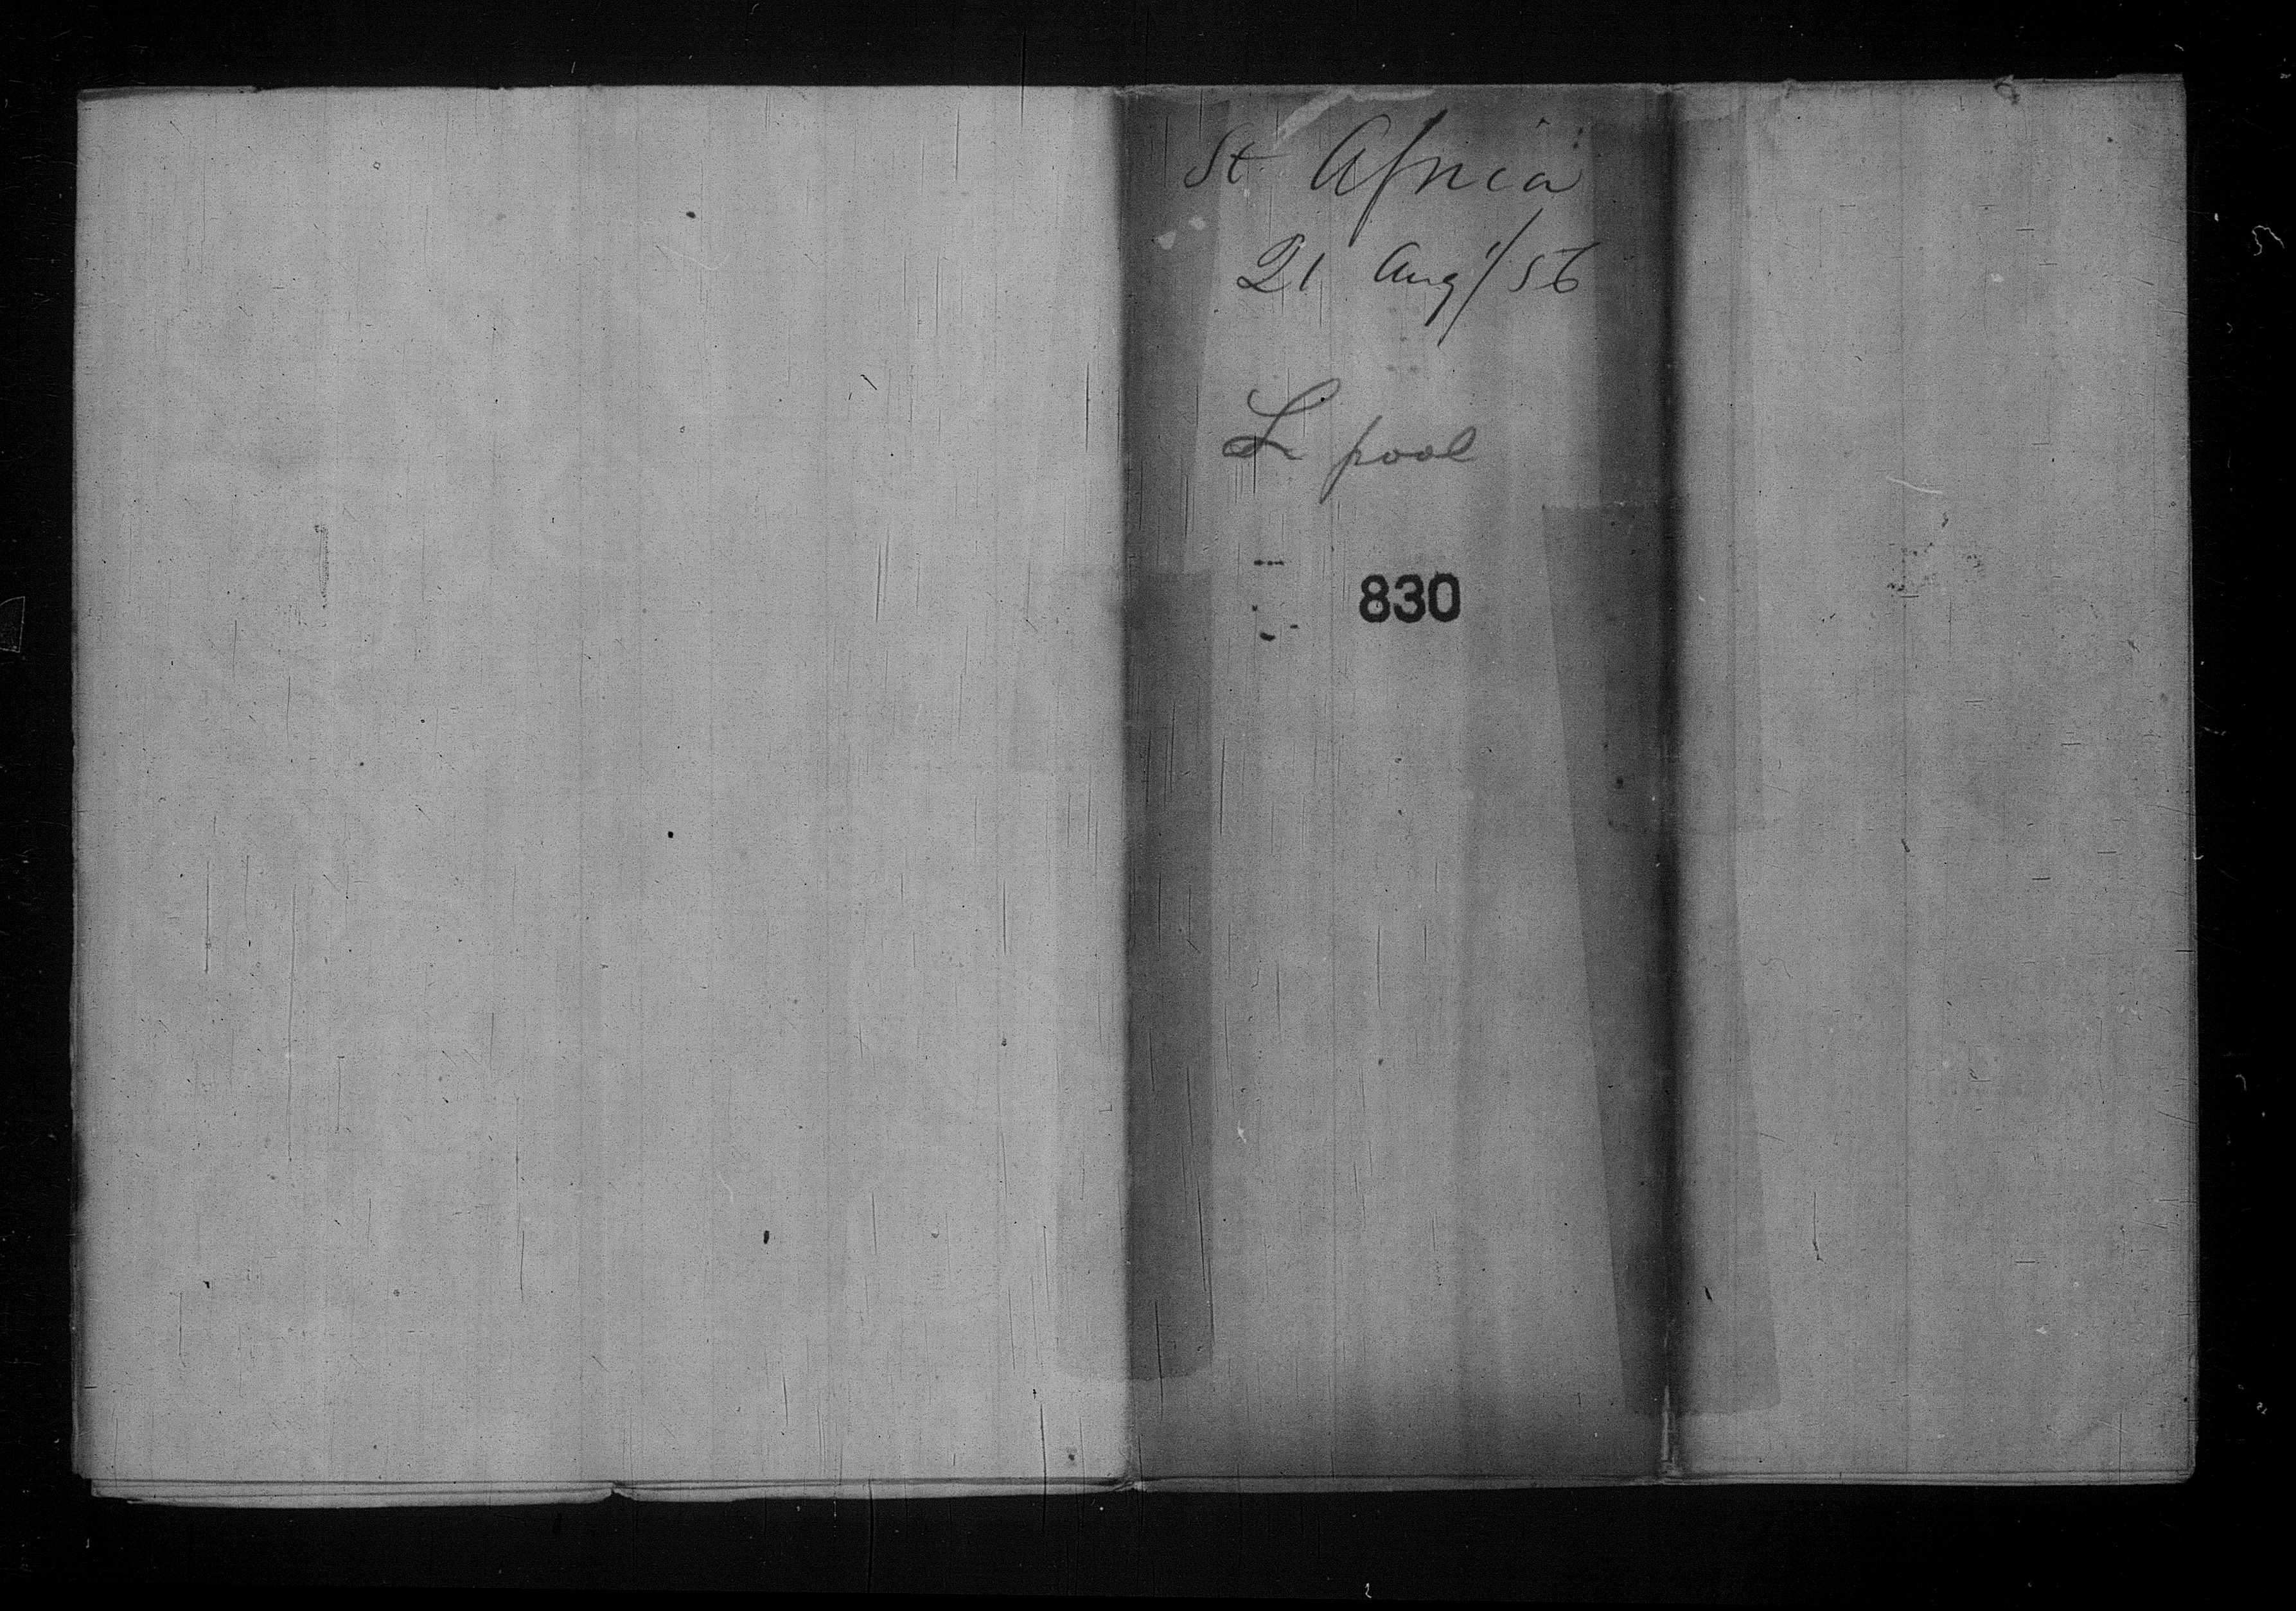 St. Africa
21 Aug/56
L pool
830